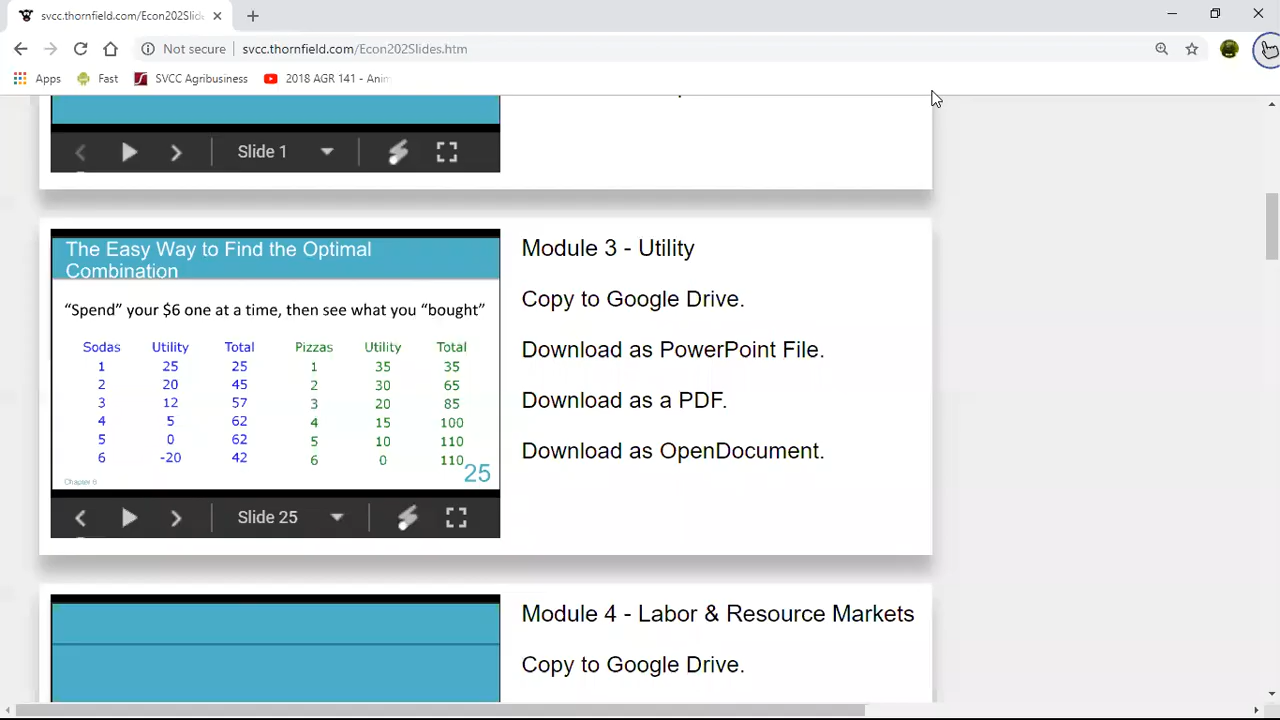 svcc.thornfield.com/Econ202Slide
Not secure svcc.thornfield.com/Econ202Slides.htm
Apps Fast SVCC Agribusiness 2018 AGR 141 - Anim
Slide 1
The Easy Way to Find the Optimal
Combination
“Spend” your $6 one at a time, then see what you “bought”
Sodas Utility Total Pizzas Utility Total
1 25 25 1 35 35
2 20 45 2 30 65
3 12 57 3 20 85
4 5 62 4 15 100
5 0 62 5 10 110
6 -20 42 6 0 110
25
Chapter 6
Slide 25
Module 3 - Utility
Copy to Google Drive.
Download as PowerPoint File.
Download as a PDF.
Download as OpenDocument.
Module 4 - Labor & Resource Markets
Copy to Google Drive.